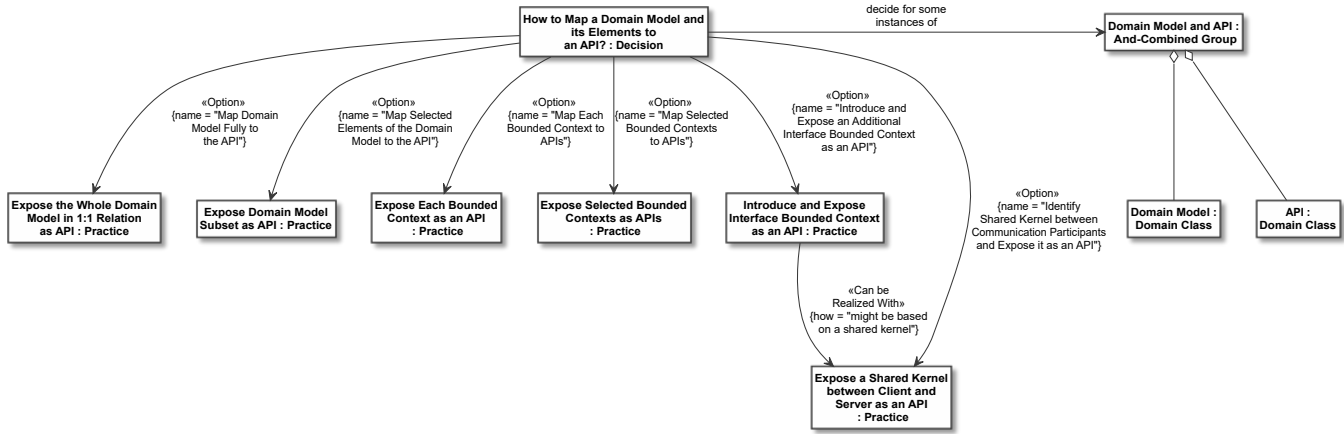 How to Map a Domain Model and
its Elements to
an API? : Decision
decide for some
instances of
Domain Model and API :
And-Combined Group
«Option»
{name = "Map Domain
Model Fully to
the API"}
«Option»
{name = "Map Selected
Elements of the Domain
Model to the API"}
«Option»
{name = "Map Each
Bounded Context to
APIs"}
«Option»
{name = "Map Selected
Bounded Contexts
to APIs"}
«Option»
{name = "Introduce and
Expose an Additional
Interface Bounded Context
as an API"}
«Option»
{name = "Identify
Shared Kernel between
Communication Participants
and Expose it as an API"}
Expose the Whole Domain
Model in 1:1 Relation
as API : Practice
Expose Domain Model
Subset as API : Practice
Expose Each Bounded
Context as an API
: Practice
Expose Selected Bounded
Contexts as APIs
: Practice
Introduce and Expose
Interface Bounded Context
as an API : Practice
Domain Model :
Domain Class
API :
Domain Class
«Can be
Realized With»
{how = "might be based
on a shared kernel"}
Expose a Shared Kernel
between Client and
Server as an API
: Practice